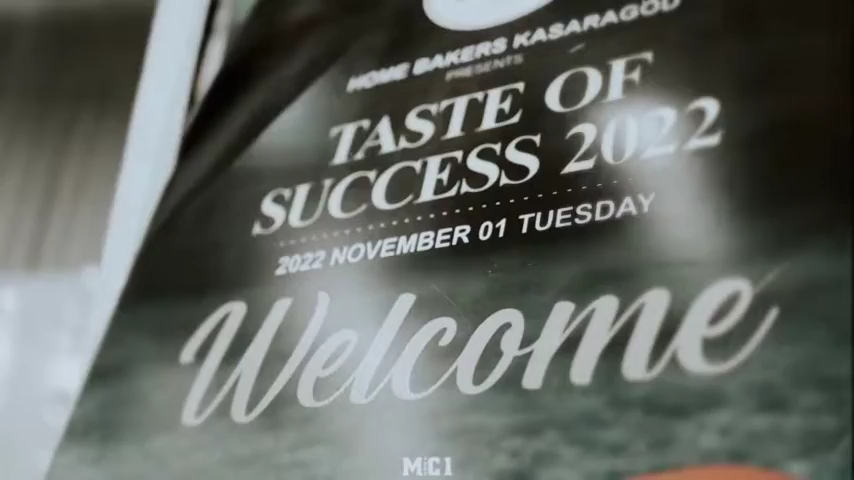 HOME BAKERS KASARAGOD
PRESENTS
TASTE OF
SUCCESS 2022
2022 NOVEMBER 01 TUESDAY
Welcome